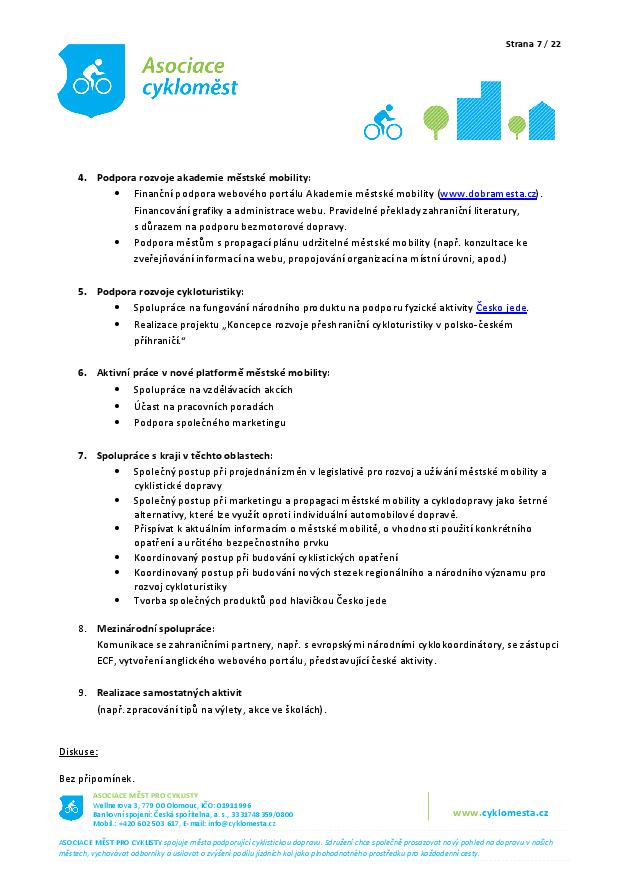 Strana 7 / 22
Asociace
cykloměst
4. Podpora rozvoje akademie městské mobility:
• Finanční podpora webového portálu Akademie městské mobility (www.dobramesta.cz).
Financování grafiky a administrace webu. Pravidelné překlady zahraniční literatury,
s důrazem na podporu bezmotorové dopravy.
• Podpora městům s propagací plánu udržitelné městské mobility (např. konzultace ke
zveřejňování informací na webu, propojování organizací na místní úrovni, apod.)
5. Podpora rozvoje cykloturistiky:
• Spolupráce na fungování národního produktu na podporu fyzické aktivity Česko jede.
• Realizace projektu „Koncepce rozvoje přeshraniční cykloturistiky v polsko-českém
příhraničí.“
6. Aktivní práce v nové platformě městské mobility:
• Spolupráce na vzdělávacích akcích
• Účast na pracovních poradách
• Podpora společného marketingu
7. Spolupráce s kraji v těchto oblastech:
• Společný postup při projednání změn v legislativě pro rozvoj a užívání městské mobility a
cyklistické dopravy
• Společný postup při marketingu a propagaci městské mobility a cyklodopravy jako šetrné
alternativy, které lze využít oproti individuální automobilové dopravě.
• Přispívat k aktuálním informacím o městské mobilitě, o vhodnosti použití konkrétního
opatření a určitého bezpečnostního prvku
• Koordinovaný postup při budování cyklistických opatření
• Koordinovaný postup při budování nových stezek regionálního a národního významu pro
rozvoj cykloturistiky
• Tvorba společných produktů pod hlavičkou Česko jede
8. Mezinárodní spolupráce:
Komunikace se zahraničními partnery, např. s evropskými národními cyklokoordinátory, se zástupci
ECF, vytvoření anglického webového portálu, představující české aktivity.
9. Realizace samostatných aktivit
(např. zpracování tipů na výlety, akce ve školách).
Diskuse:
Bez připomínek.
ASOCIACE MĚST PRO CYKLISTY
Wellnerova 3, 779 00 Olomouc, IČO: 01911996
Bankovní spojení: Česká spořitelna, a. s., 3331748359/0800
Mobil.: +420 602 503 617, E-mail: info@cyklomesta.cz
www.cyklomesta.cz
ASOCIACE MĚST PRO CYKLISTY spojuje města podporující cyklistickou dopravu. Sdružení chce společně prosazovat nový pohled na dopravu v našich
městech, vychovávat odborníky a usilovat o zvýšení podílu jízdních kol jako plnohodnotného prostředku pro každodenní cesty.